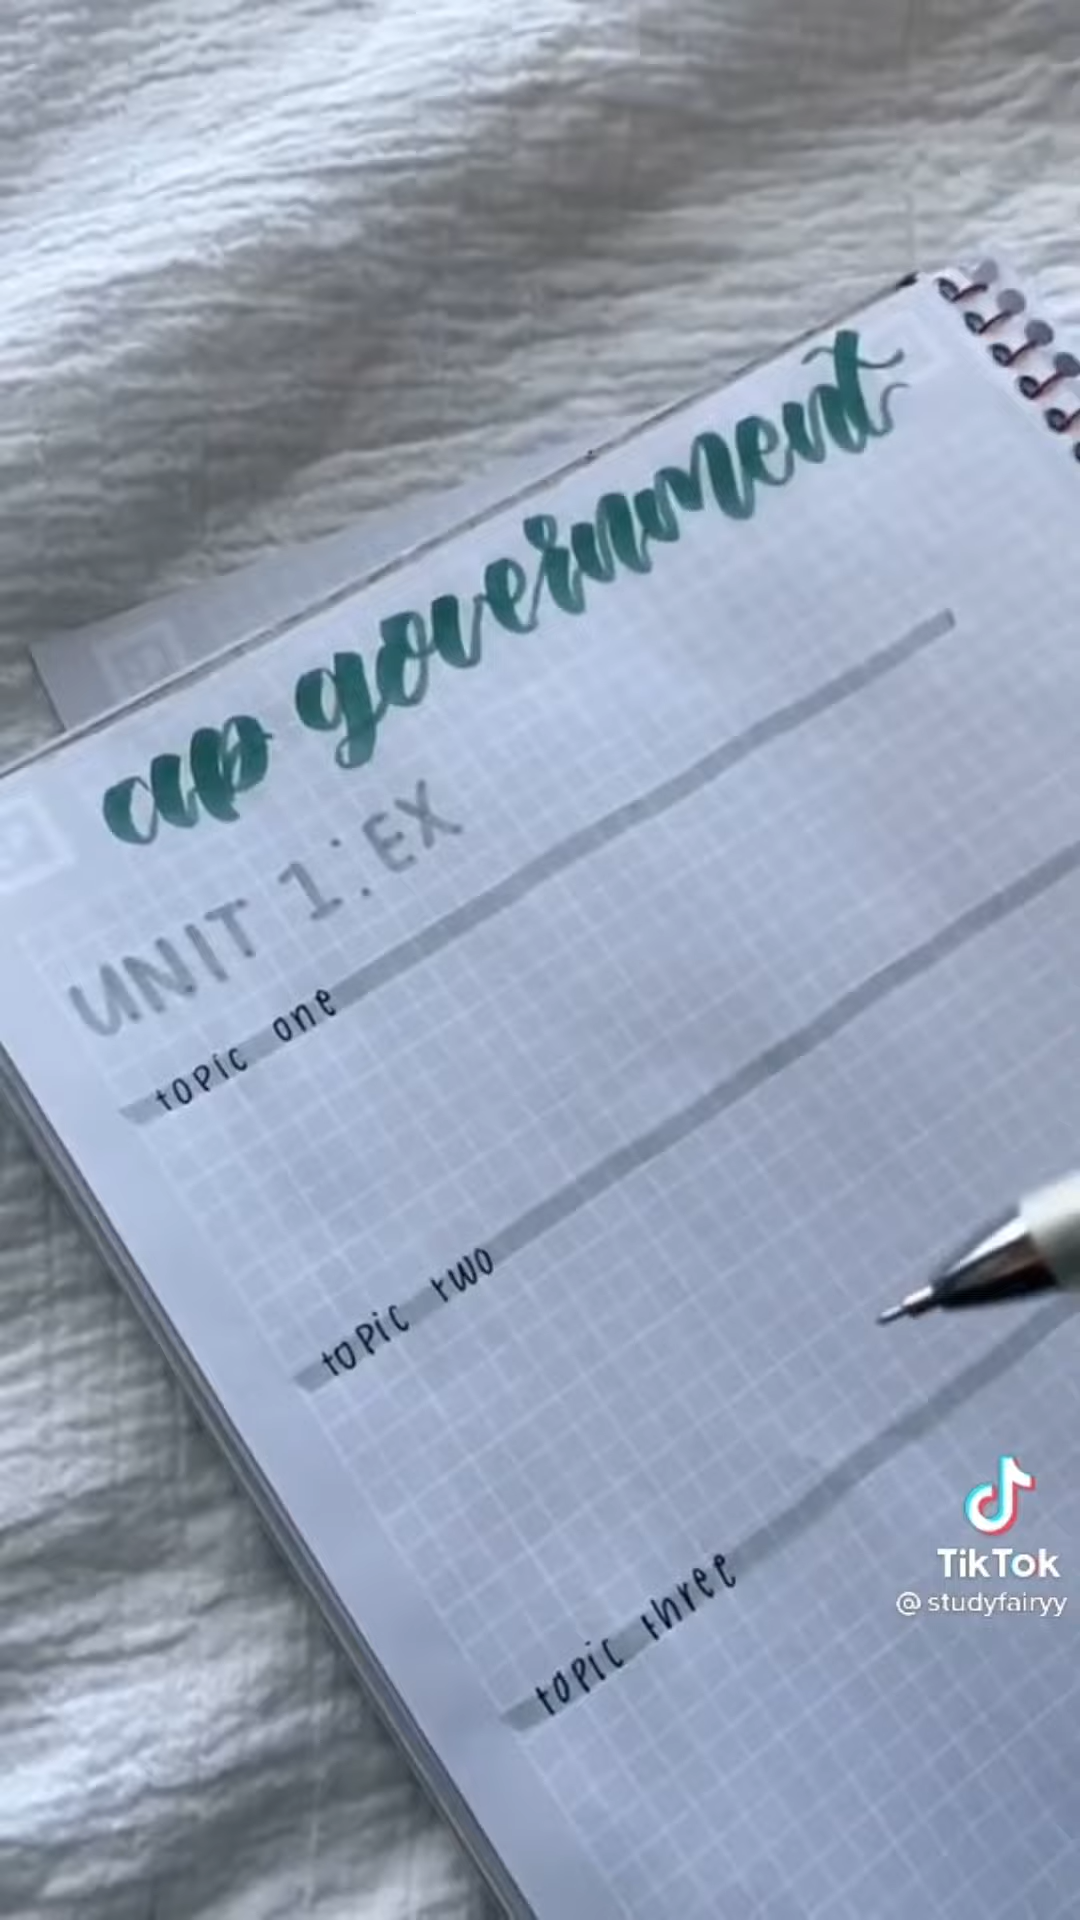 ap government
UNIT 1: EX
topic one
topic two
topic three
TikTok
@studyfairyy